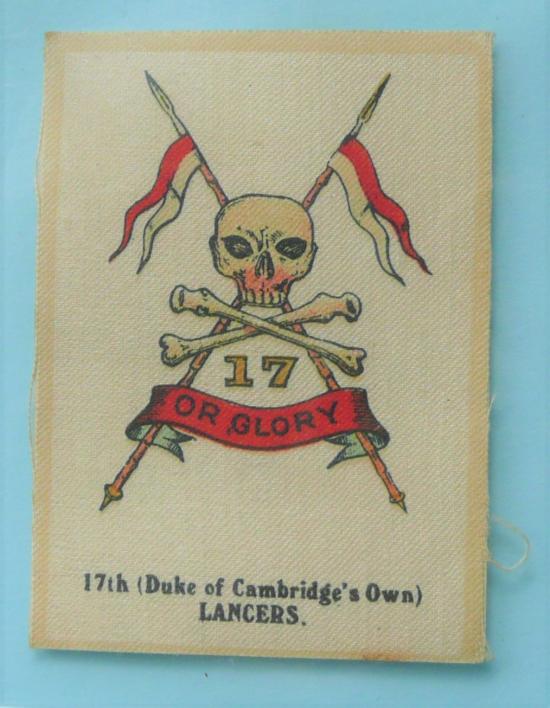 17
OR GLORY
17th (Duke of Cambridge's Own)
LANCERS.